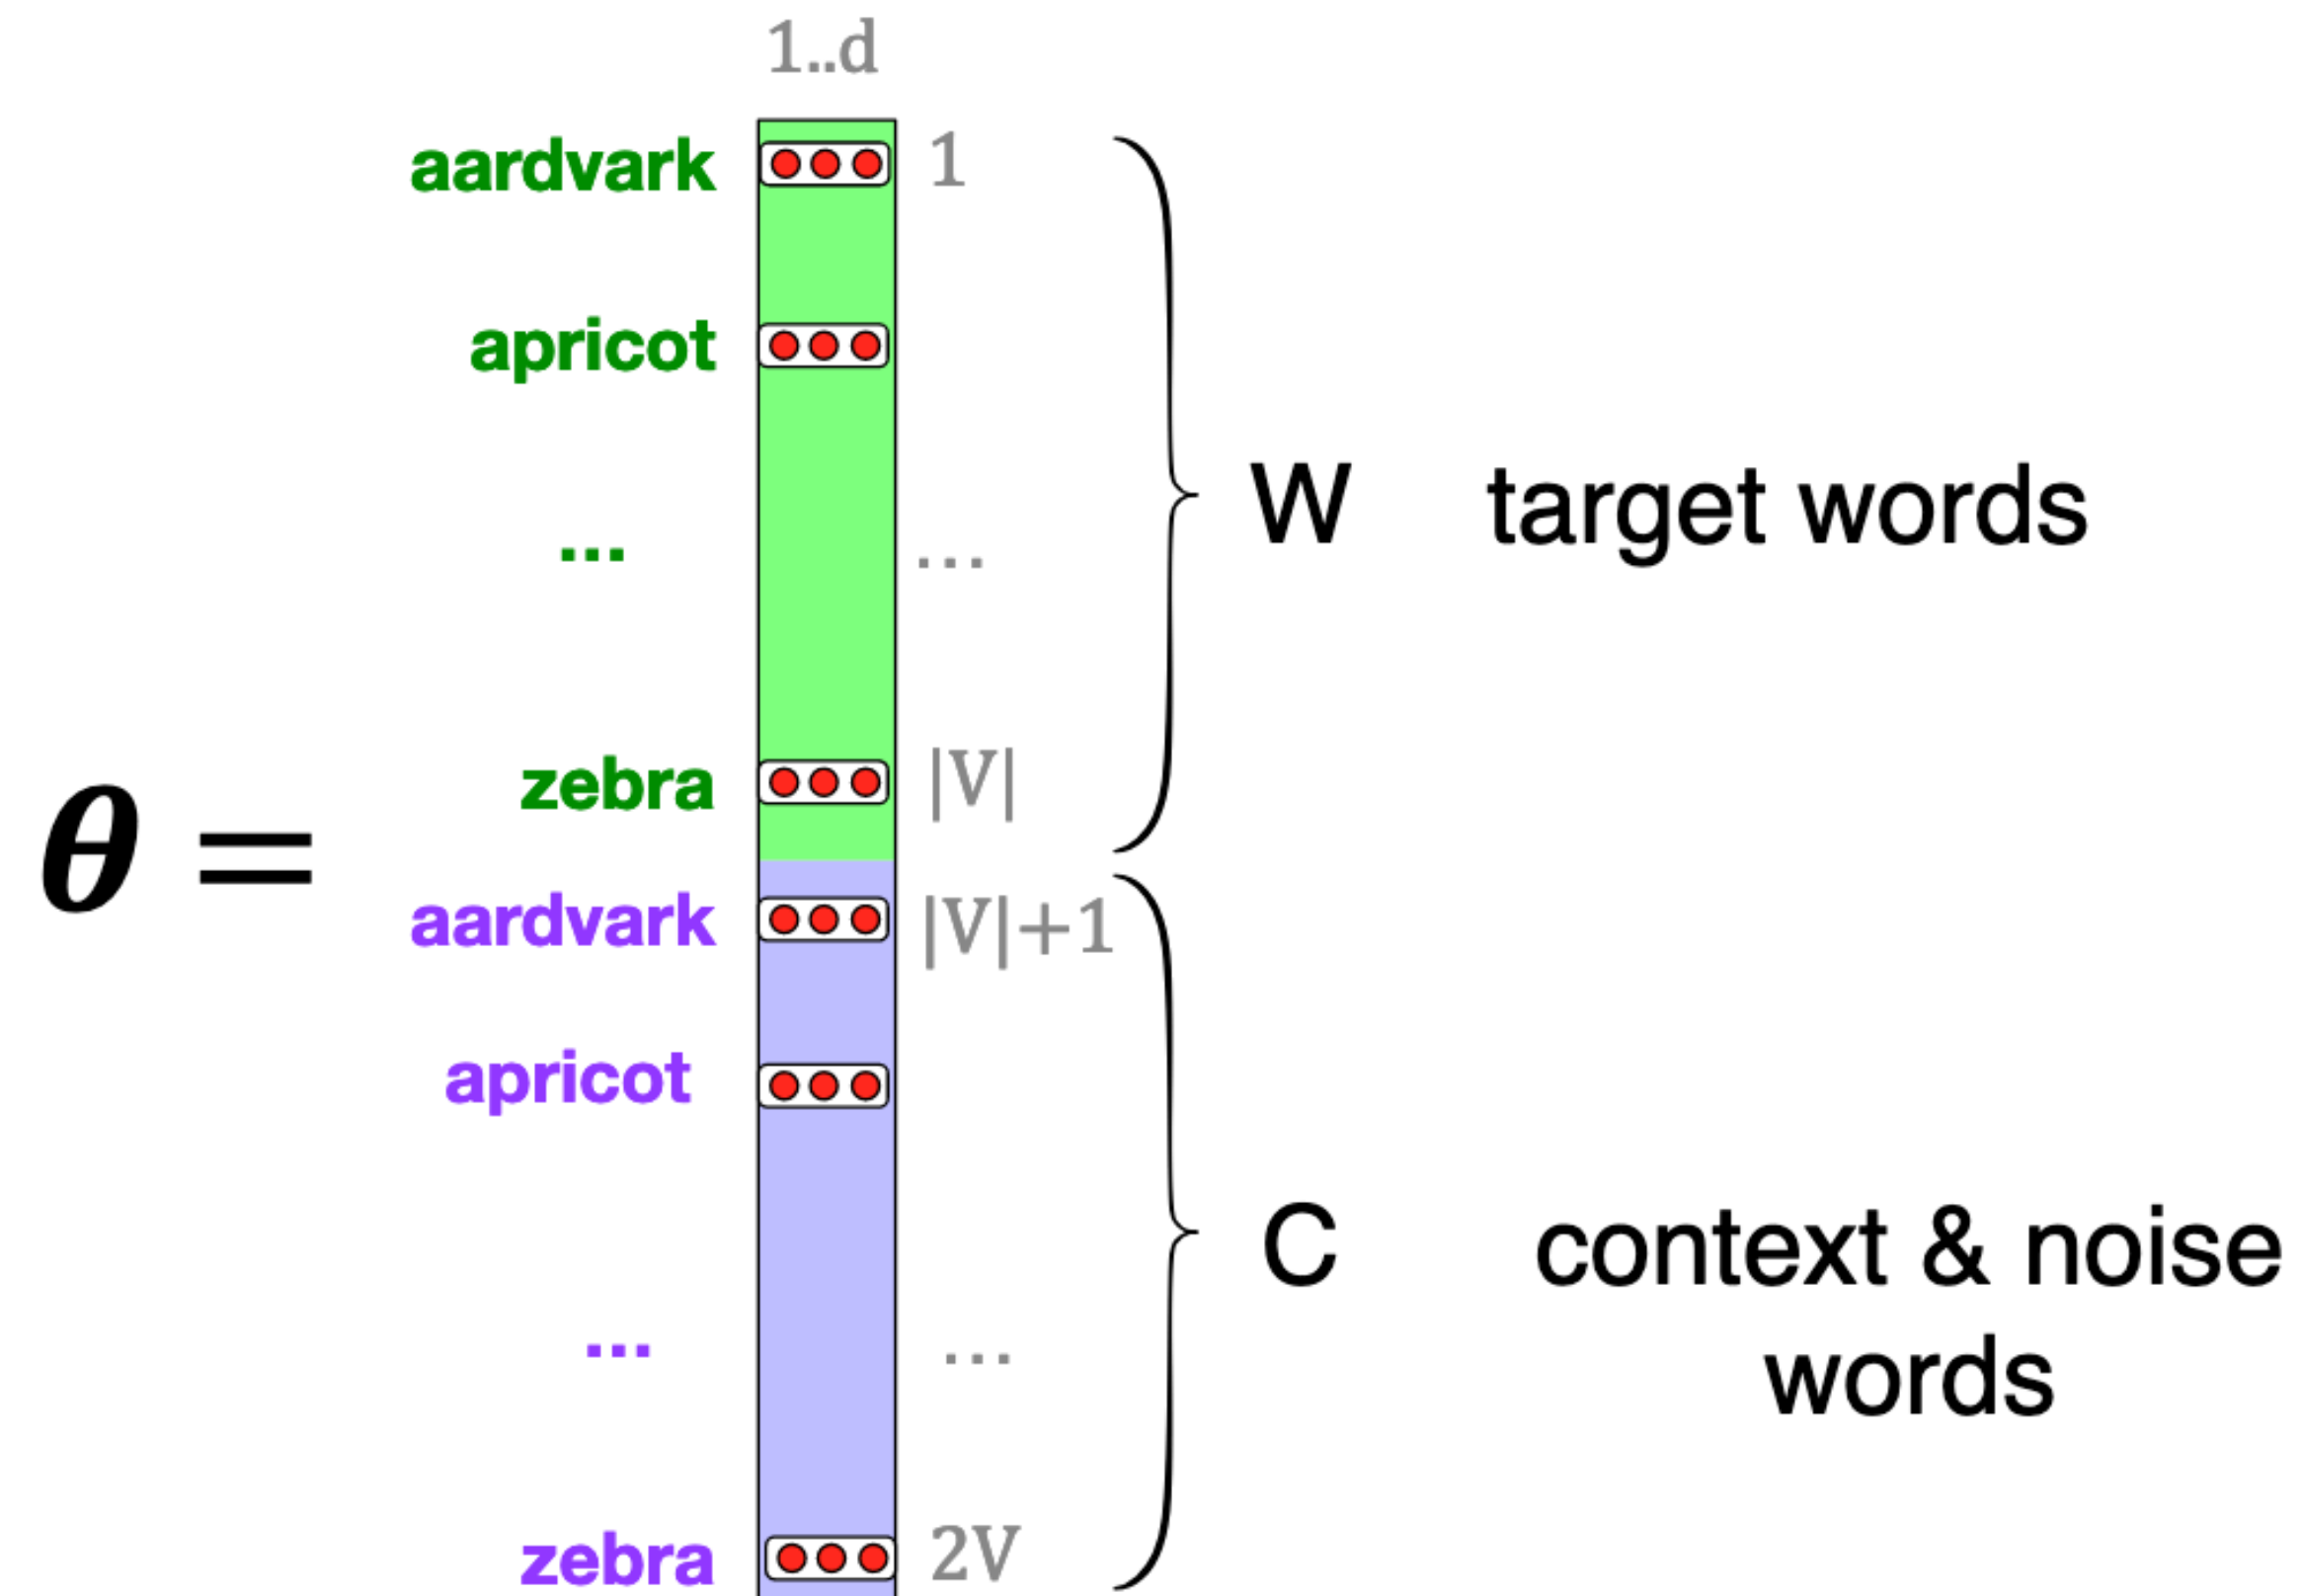 1..d
aardvark 1
apricot
... ...
W target words
zebra |V|
θ =
aardvark |V|+1
apricot
C context & noise
words
... ...
zebra 2V